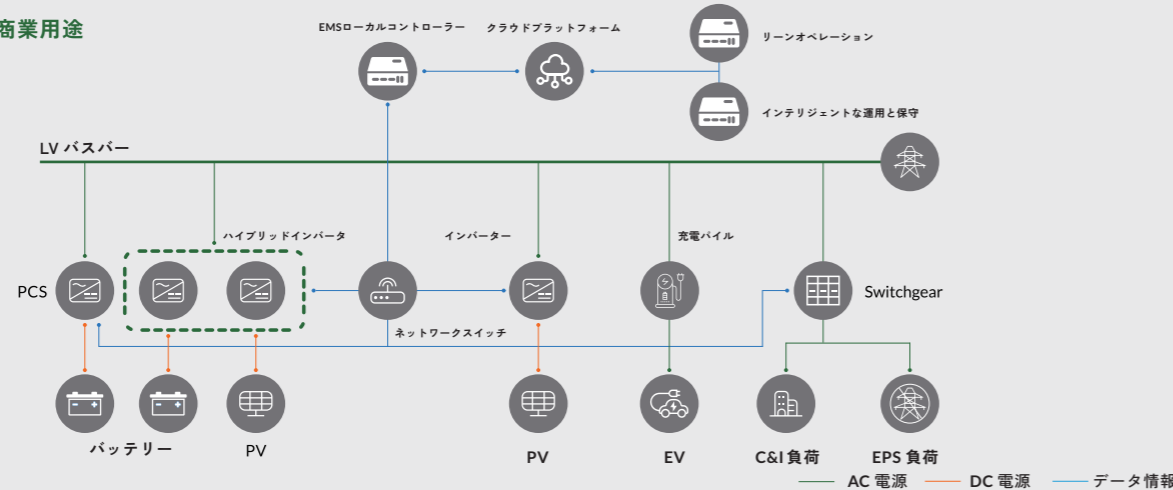 商業用途
EMSローカルコントローラー
クラウドプラットフォーム
リーンオペレーション
インテリジェントな運用と保守
LV バスバー
ハイブリッドインバータ
インバーター
充電パイル
PCS
Switchgear
ネットワークスイッチ
バッテリー
PV
PV
EV
C&I 負荷
EPS 負荷
AC 電源
DC 電源
データ情報